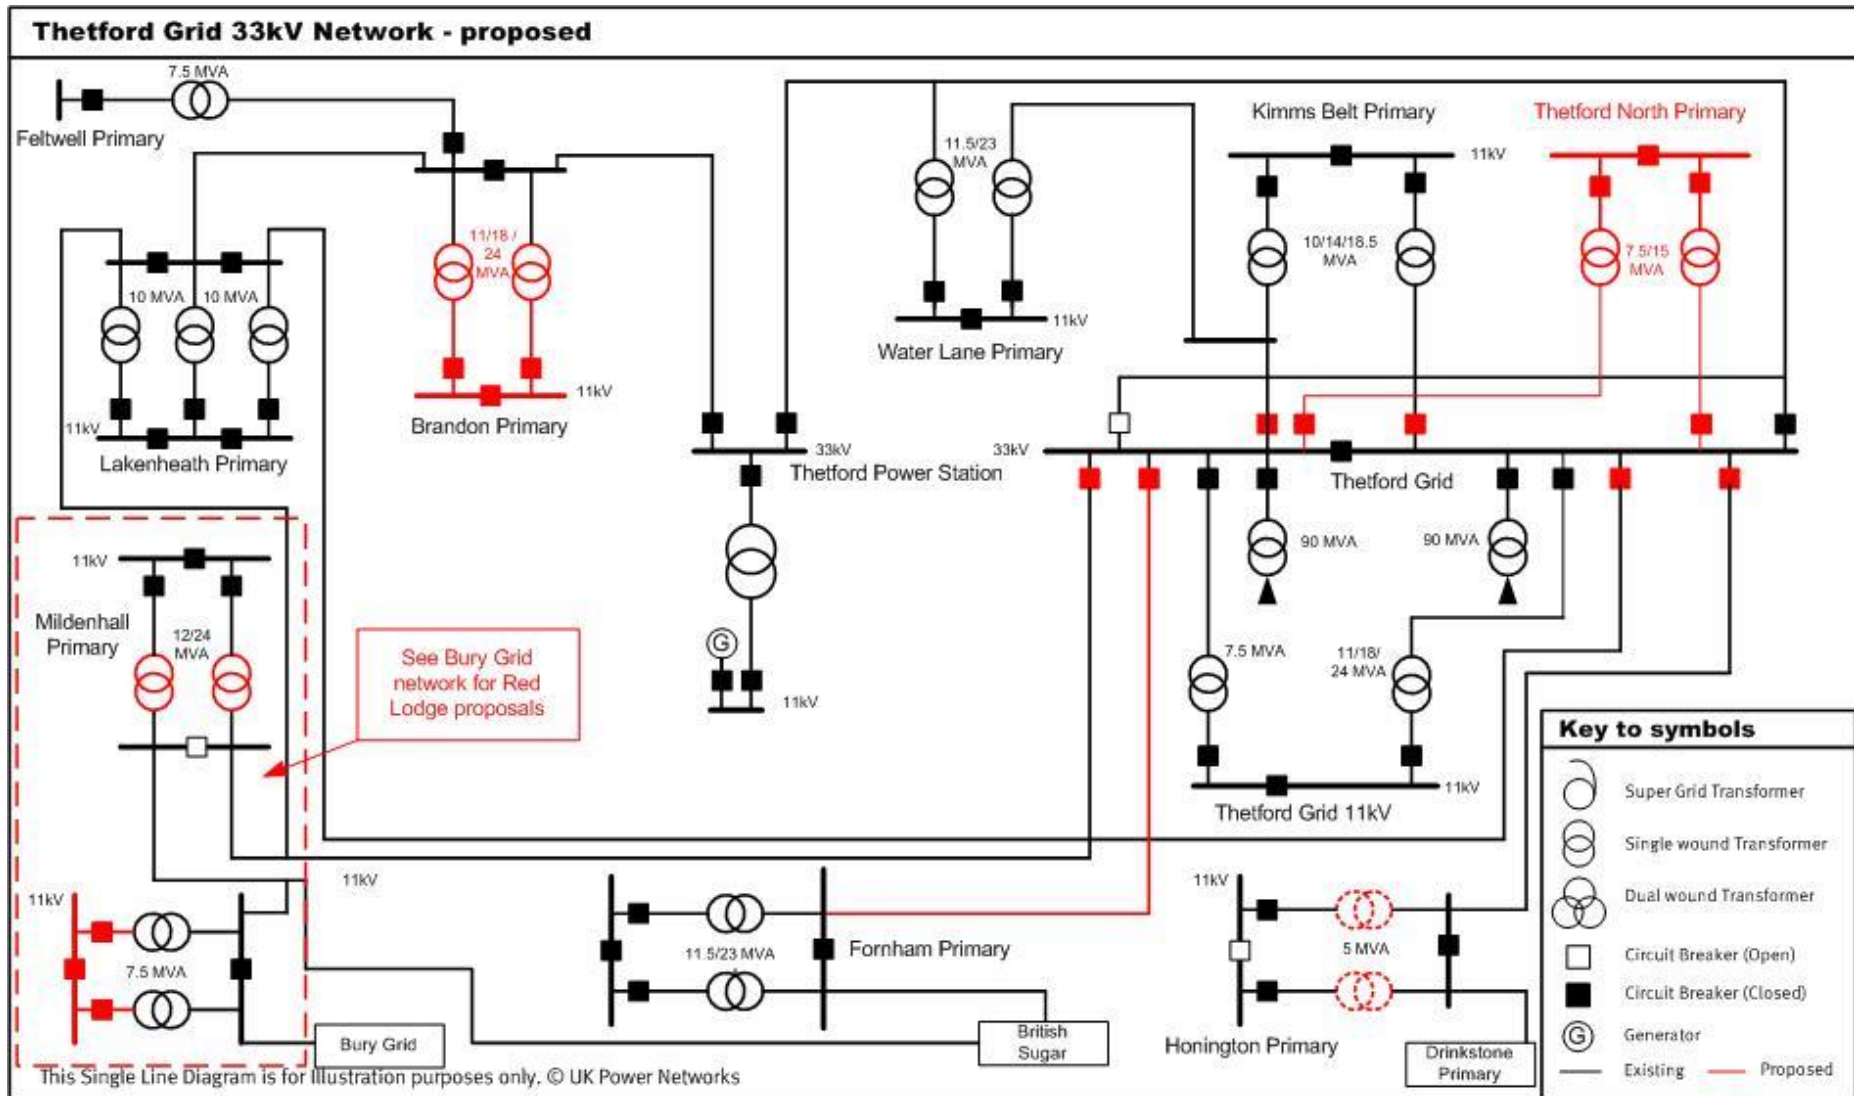 Thetford Grid 33kV Network - proposed
7.5 MVA
Feltwell Primary
11/18 /
24
MVA
11kV
Brandon Primary
10 MVA
10 MVA
11kV
Lakenheath Primary
11.5/23
MVA
11kV
Water Lane Primary
Kimms Belt Primary
11kV
10/14/18.5
MVA
Thetford North Primary
7.5/15
MVA
33kV
Thetford Power Station
G
11kV
33kV
Thetford Grid
90 MVA
90 MVA
7.5 MVA
11/18/
24 MVA
11kV
Thetford Grid 11kV
11kV
Mildenhall
Primary
12/24
MVA
See Bury Grid
network for Red
Lodge proposals
11kV
11kV
7.5 MVA
Bury Grid
11.5/23 MVA
Fornham Primary
British
Sugar
11kV
5 MVA
Honington Primary
Drinkstone
Primary
Key to symbols
Super Grid Transformer
Single wound Transformer
Dual wound Transformer
Circuit Breaker (Open)
Circuit Breaker (Closed)
G
Generator
Existing
Proposed
This Single Line Diagram is for Illustration purposes only. © UK Power Networks